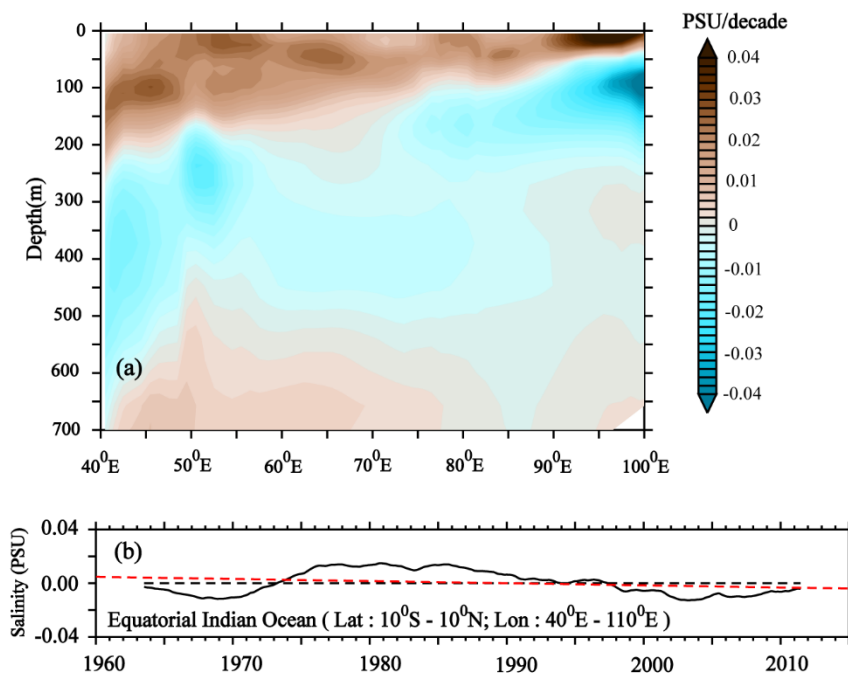 PSU/decade
0
100
200
300
400
500
600
700
Depth(m)
(a)
40⁰E 50⁰E 60⁰E 70⁰E 80⁰E 90⁰E 100⁰E
0.04
0.03
0.02
0.01
0
-0.01
-0.02
-0.03
-0.04
0.04
0.00
-0.04
Salinity (PSU)
(b)
Equatorial Indian Ocean ( Lat : 10⁰S - 10⁰N; Lon : 40⁰E - 110⁰E )
1960 1970 1980 1990 2000 2010